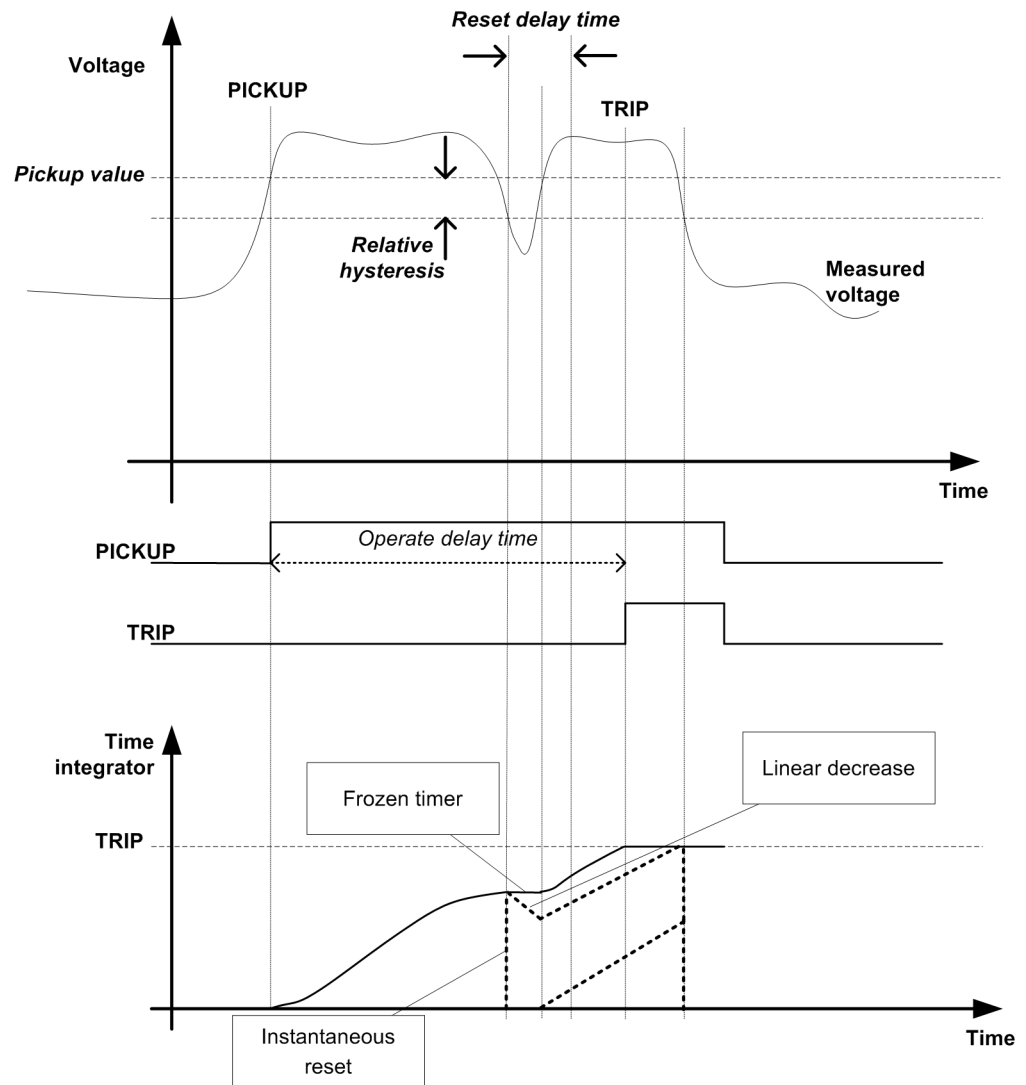 Reset delay time
Voltage
PICKUP
TRIP
Pickup value
Relative
hysteresis
Measured
voltage
Time
PICKUP
Operate delay time
TRIP
Time
integrator
Linear decrease
Frozen timer
TRIP
Instantaneous
reset
Time